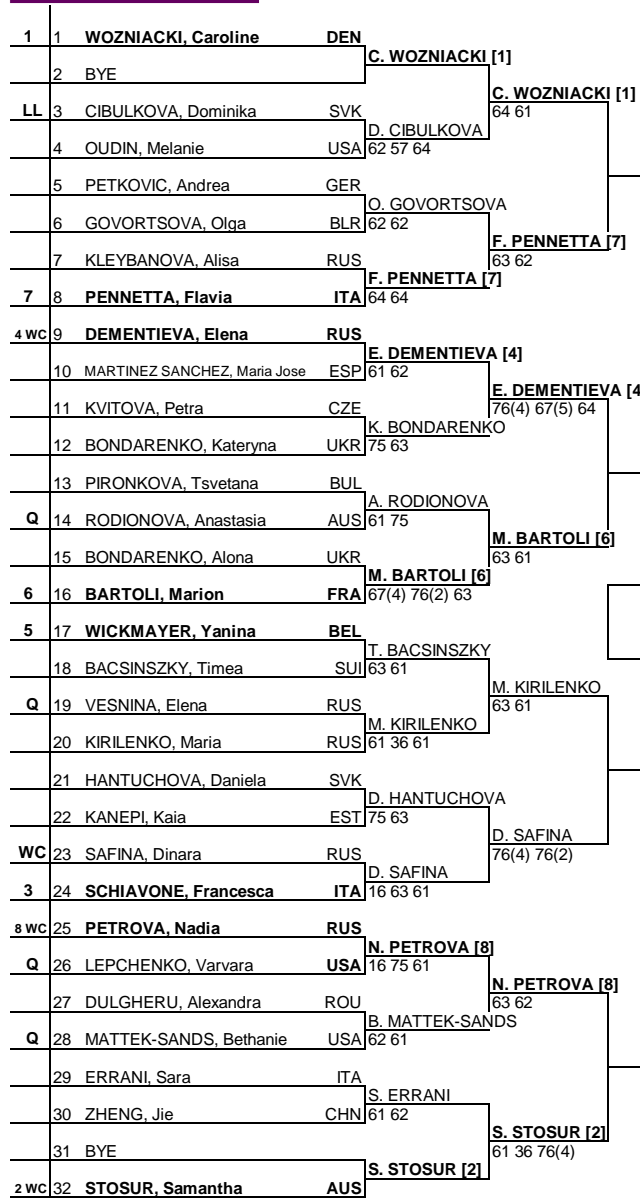 1 1 WOZNIACKI, Caroline DEN
C. WOZNIACKI [1]
2 BYE
C. WOZNIACKI [1]
LL 3 CIBULKOVA, Dominika SVK
64 61
D. CIBULKOVA
4 OUDIN, Melanie USA
62 57 64
5 PETKOVIC, Andrea GER
O. GOVORTSOVA
6 GOVORTSOVA, Olga BLR
62 62
F. PENNETTA [7]
7 KLEYBANOVA, Alisa RUS
63 62
F. PENNETTA [7]
7 8 PENNETTA, Flavia ITA
64 64
4 WC 9 DEMENTIEVA, Elena RUS
E. DEMENTIEVA [4]
10 MARTINEZ SANCHEZ, Maria Jose ESP
61 62
E. DEMENTIEVA [4
11 KVITOVA, Petra CZE
76(4) 67(5) 64
K. BONDARENKO
12 BONDARENKO, Kateryna UKR
75 63
13 PIRONKOVA, Tsvetana BUL
A. RODIONOVA
Q 14 RODIONOVA, Anastasia AUS
61 75
M. BARTOLI [6]
15 BONDARENKO, Alona UKR
63 61
M. BARTOLI [6]
6 16 BARTOLI, Marion FRA
67(4) 76(2) 63
5 17 WICKMAYER, Yanina BEL
T. BACSINSZKY
18 BACSINSZKY, Timea SUI
63 61
M. KIRILENKO
Q 19 VESNINA, Elena RUS
63 61
M. KIRILENKO
20 KIRILENKO, Maria RUS
61 36 61
21 HANTUCHOVA, Daniela SVK
D. HANTUCHOVA
22 KANEPI, Kaia EST
75 63
D. SAFINA
WC 23 SAFINA, Dinara RUS
76(4) 76(2)
D. SAFINA
3 24 SCHIAVONE, Francesca ITA
16 63 61
8 WC 25 PETROVA, Nadia RUS
N. PETROVA [8]
Q 26 LEPCHENKO, Varvara USA
16 75 61
N. PETROVA [8]
27 DULGHERU, Alexandra ROU
63 62
B. MATTEK-SANDS
Q 28 MATTEK-SANDS, Bethanie USA
62 61
29 ERRANI, Sara ITA
S. ERRANI
30 ZHENG, Jie CHN
61 62
S. STOSUR [2]
31 BYE
61 36 76(4)
S. STOSUR [2]
2 WC 32 STOSUR, Samantha AUS